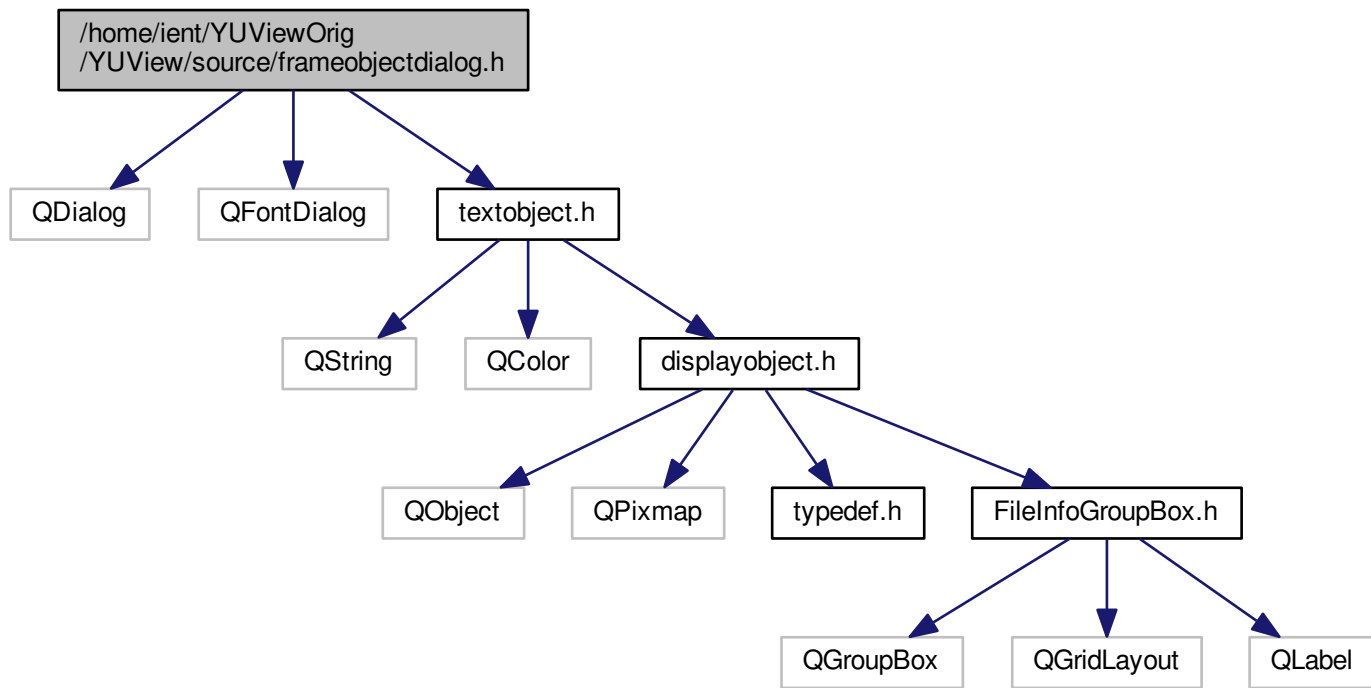 /home/ient/YUViewOrig
/YUView/source/frameobjectdialog.h
QDialog
QFontDialog
textobject.h
QString
QColor
displayobject.h
QObject
QPixmap
typedef.h
FileInfoGroupBox.h
QGroupBox
QGridLayout
QLabel